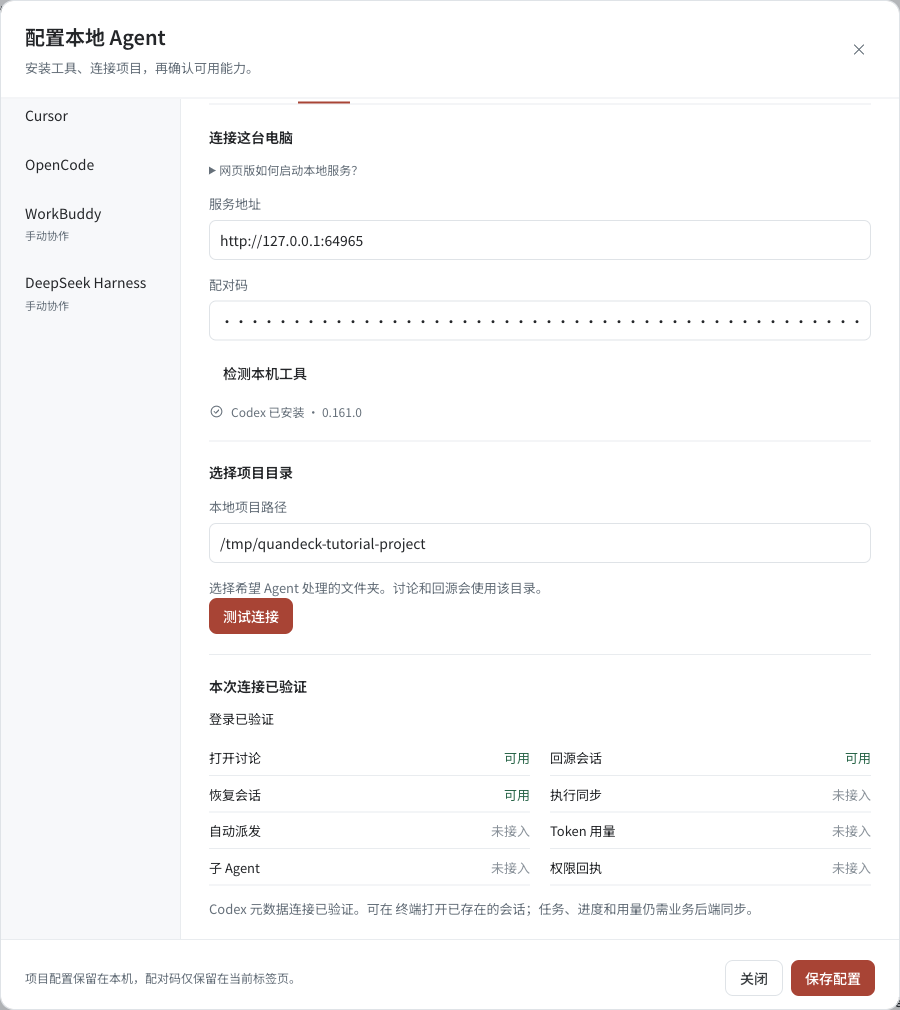 配置本地 Agent
安装工具、连接项目，再确认可用能力。
Cursor
OpenCode
WorkBuddy
手动协作
DeepSeek Harness
手动协作
连接这台电脑
网页版如何启动本地服务？
服务地址
http://127.0.0.1:64965
配对码
检测本机工具
Codex 已安装 · 0.161.0
选择项目目录
本地项目路径
/tmp/quandeck-tutorial-project
选择希望 Agent 处理的文件夹。讨论和回源会使用该目录。
测试连接
本次连接已验证
登录已验证
打开讨论 可用 回源会话 可用
恢复会话 可用 执行同步 未接入
自动派发 未接入 Token 用量 未接入
子 Agent 未接入 权限回执 未接入
Codex 元数据连接已验证。可在 终端打开已存在的会话；任务、进度和用量仍需业务后端同步。
项目配置保留在本机，配对码仅保留在当前标签页。
关闭 保存配置